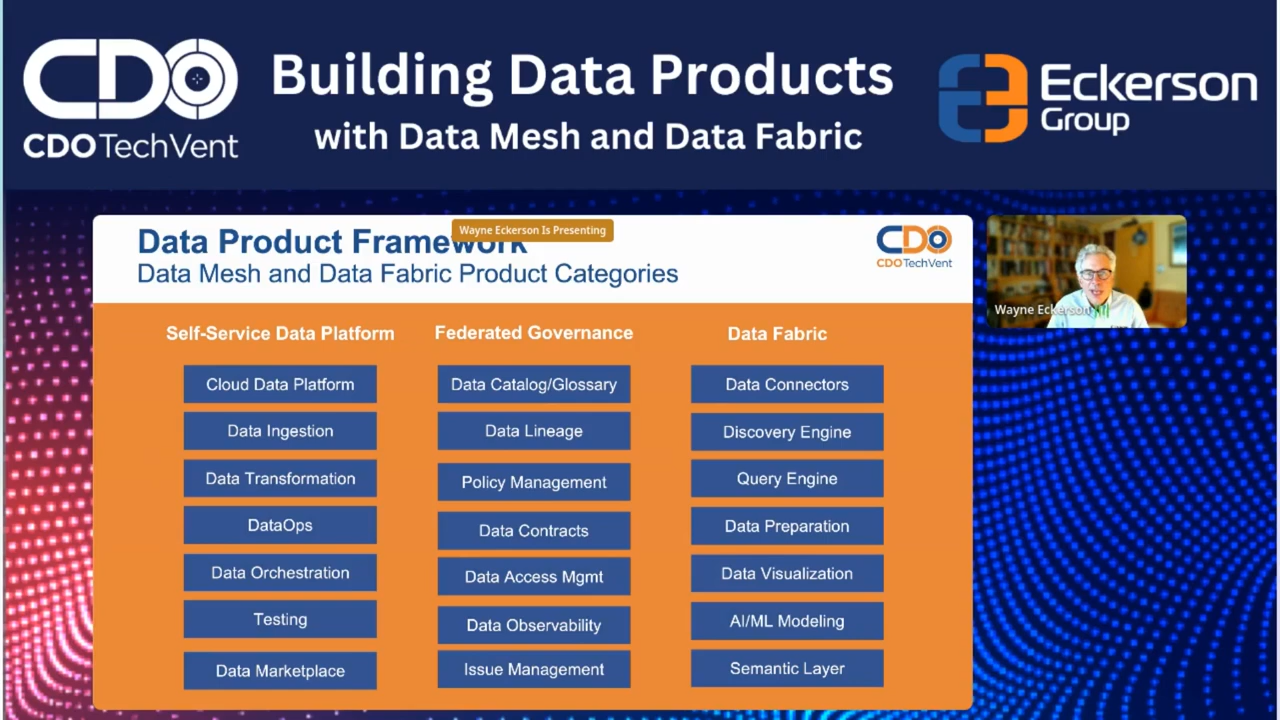 CDO
CDO TechVent
Building Data Products
with Data Mesh and Data Fabric
Eckerson
Group
Wayne Eckerson Is Presenting
Data Product Framework
Data Mesh and Data Fabric Product Categories
CDO
CDO TechVent
Wayne Eckerson
Self-Service Data Platform
Cloud Data Platform
Data Ingestion
Data Transformation
DataOps
Data Orchestration
Testing
Data Marketplace
Federated Governance
Data Catalog/Glossary
Data Lineage
Policy Management
Data Contracts
Data Access Mgmt
Data Observability
Issue Management
Data Fabric
Data Connectors
Discovery Engine
Query Engine
Data Preparation
Data Visualization
AI/ML Modeling
Semantic Layer